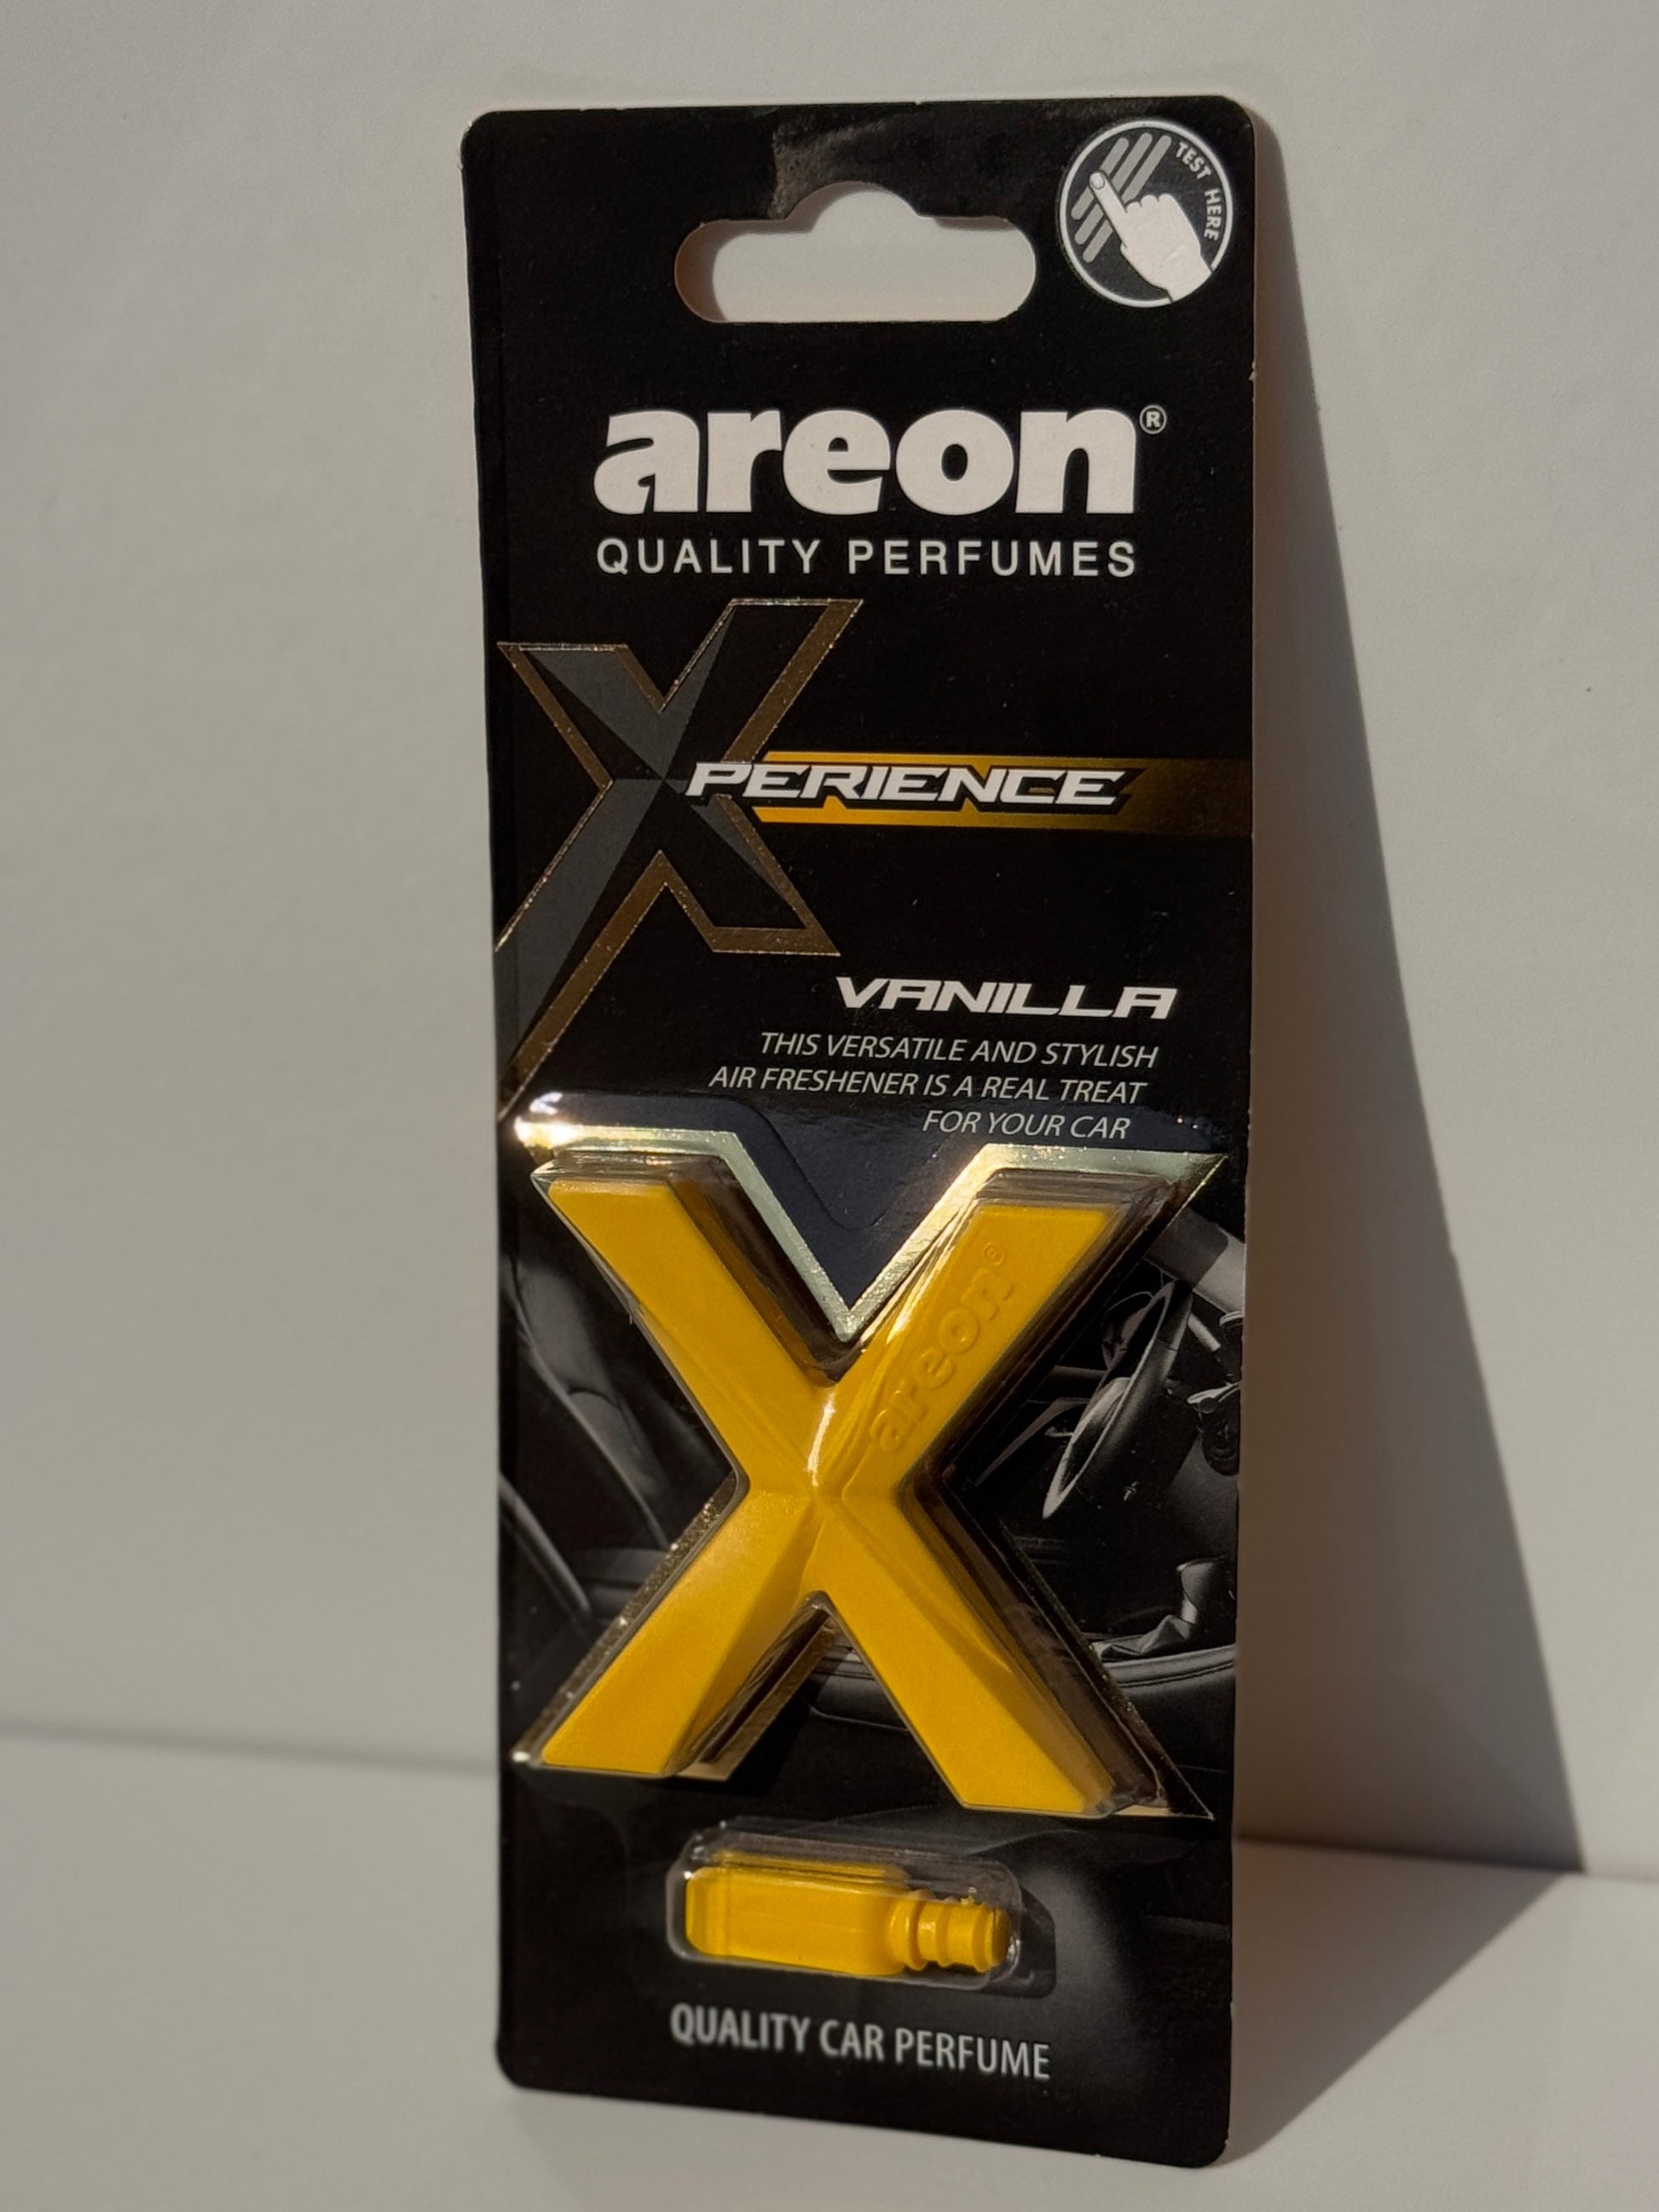 TEST HERE
areon®
QUALITY PERFUMES
XPERIENCE
VANILLA
THIS VERSATILE AND STYLISH
AIR FRESHENER IS A REAL TREAT
FOR YOUR CAR
areon®
QUALITY CAR PERFUME